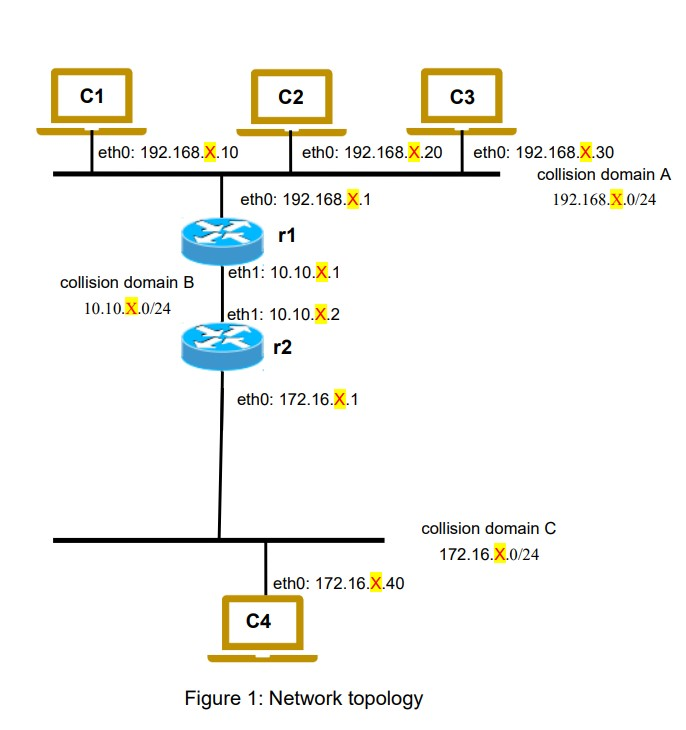 C1
C2
C3
eth0: 192.168.X.10
eth0: 192.168.X.20
eth0: 192.168.X.30
collision domain A
192.168.X.0/24
eth0: 192.168.X.1
r1
eth1: 10.10.X.1
collision domain B
10.10.X.0/24
eth1: 10.10.X.2
r2
eth0: 172.16.X.1
collision domain C
172.16.X.0/24
eth0: 172.16.X.40
C4
Figure 1: Network topology